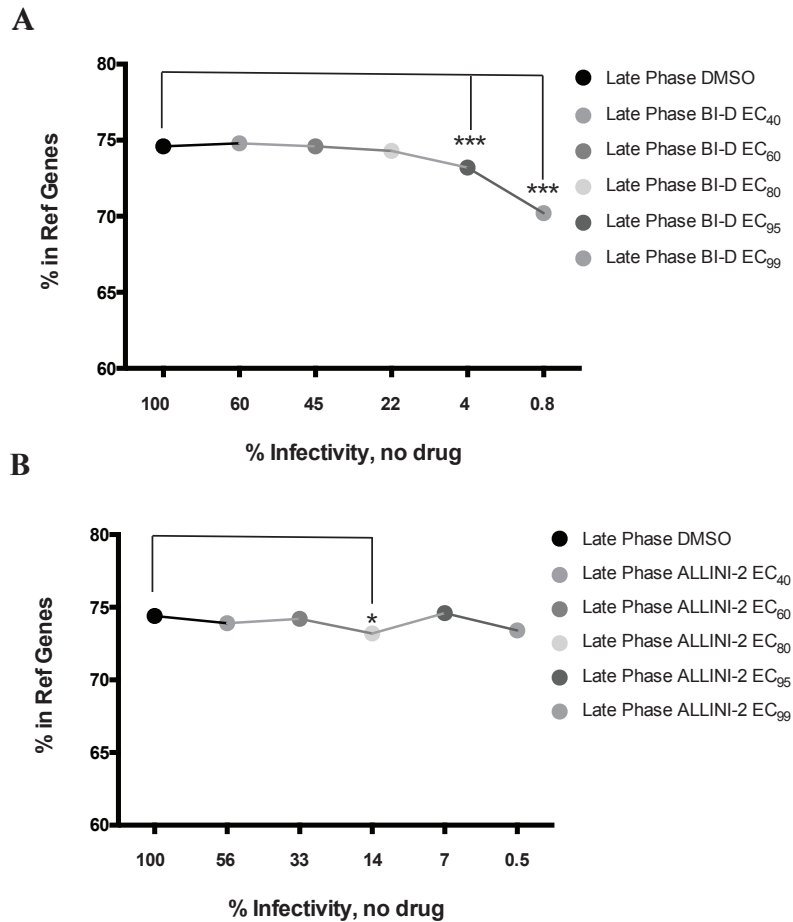 A
80
75
70
65
60
% in Ref Genes
***
***
100 60 45 22 4 0.8
% Infectivity, no drug
Late Phase DMSO
Late Phase BI-D EC40
Late Phase BI-D EC60
Late Phase BI-D EC80
Late Phase BI-D EC95
Late Phase BI-D EC99
B
80
75
70
65
60
% in Ref Genes
*
100 56 33 14 7 0.5
% Infectivity, no drug
Late Phase DMSO
Late Phase ALLINI-2 EC40
Late Phase ALLINI-2 EC60
Late Phase ALLINI-2 EC80
Late Phase ALLINI-2 EC95
Late Phase ALLINI-2 EC99